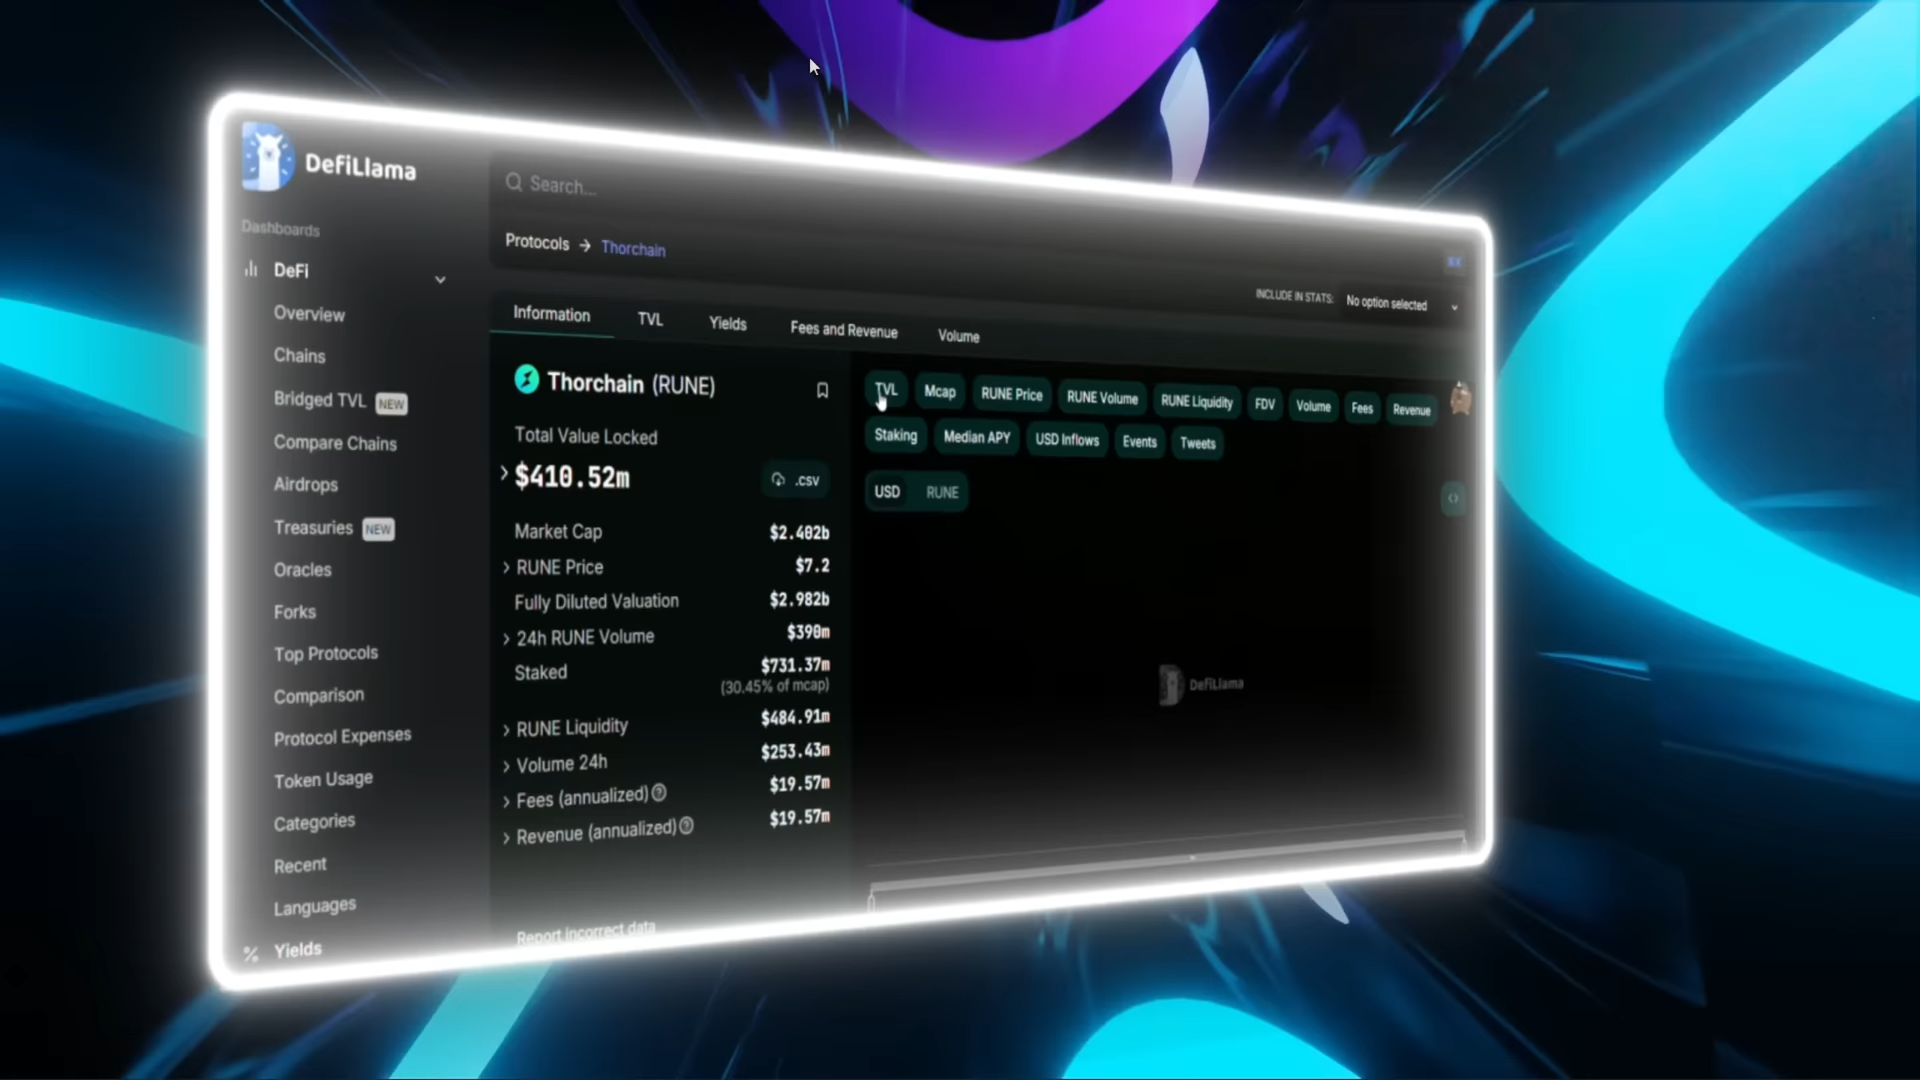 DefiLlama
Search...
Dashboards
Protocols → Thorchain
DeFi
INCLUDE IN STATS: No option selected
Overview
Information TVL Yields Fees and Revenue Volume
Chains
Thorchain (RUNE)
TVL Mcap RUNE Price RUNE Volume RUNE Liquidity FDV Volume Fees Revenue
Bridged TVL NEW
Staking Median APY USD Inflows Events Tweets
Compare Chains
Total Value Locked
$410.52m .csv
USD RUNE
Airdrops
Treasuries NEW
Market Cap $2.402b
Oracles
RUNE Price $7.2
Forks
Fully Diluted Valuation $2.982b
24h RUNE Volume $390m
Top Protocols
Staked $731.37m
(30.45% of mcap)
DefiLlama
Comparison
RUNE Liquidity $484.91m
Protocol Expenses
Volume 24h $253.43m
Token Usage
Fees (annualized) ? $19.57m
Categories
Revenue (annualized) ? $19.57m
Recent
Languages
Report incorrect data
% Yields